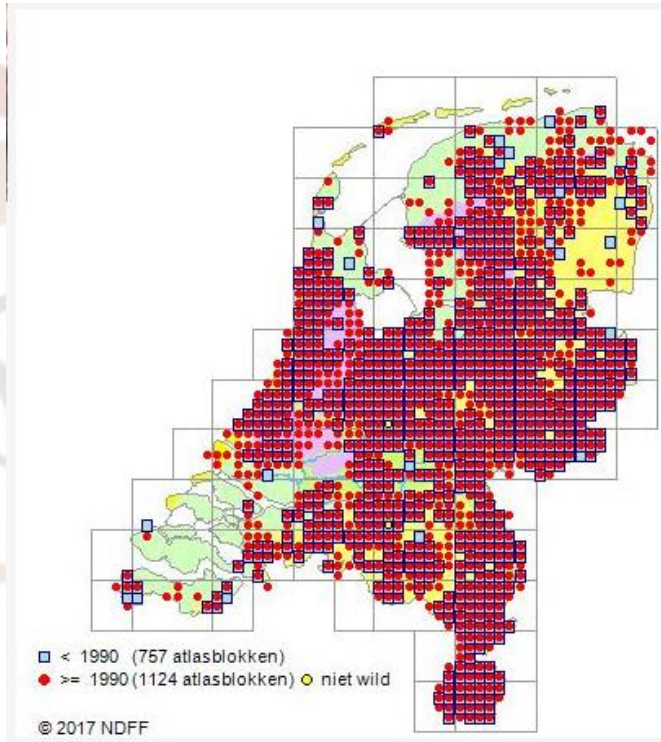 < 1990 (757 atlasblokken)
>= 1990 (1124 atlasblokken) niet wild
© 2017 NDFF